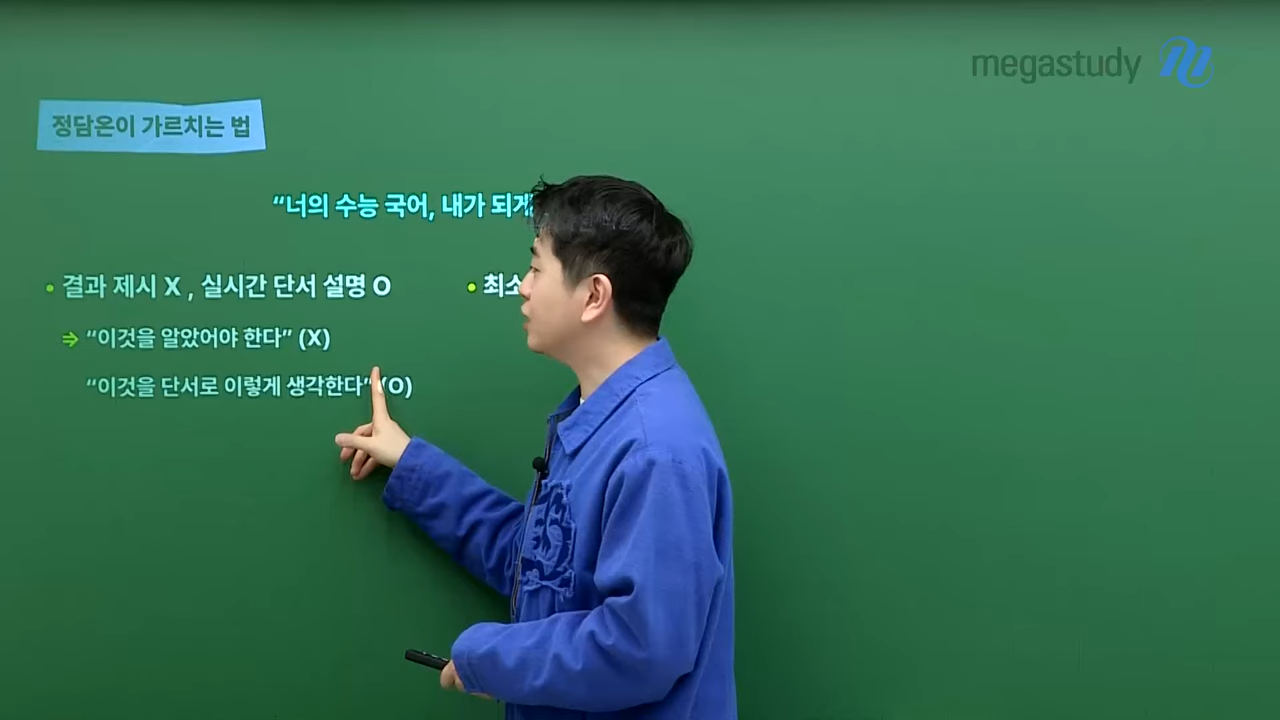 megastudy
정담온이 가르치는 법
“너의 수능 국어, 내가 되게
• 결과 제시 X , 실시간 단서 설명 O
• 최소
⇒ “이것을 알았어야 한다” (X)
“이것을 단서로 이렇게 생각한다” (O)